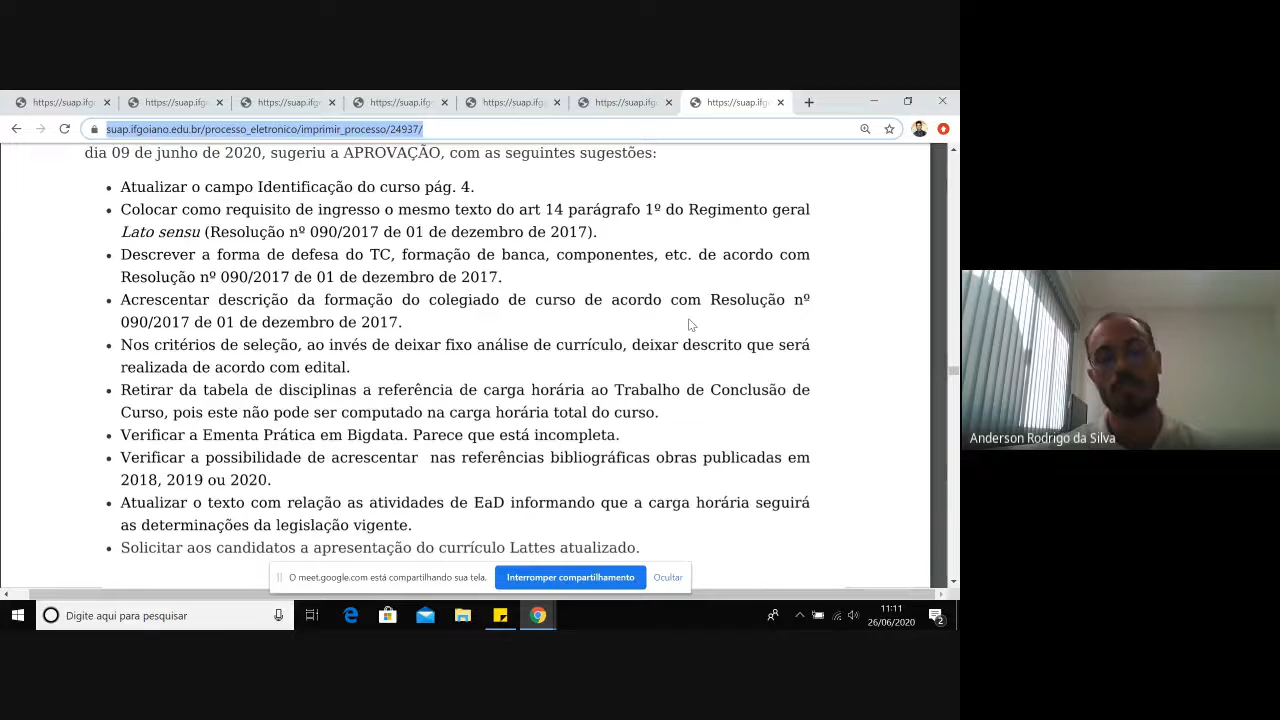 https://suap.ifg
https://suap.ifg
https://suap.ifg
https://suap.ifg
https://suap.ifg
https://suap.ifg
https://suap.ifg
suap.ifgoiano.edu.br/processo_eletronico/imprimir_processo/24937/
dia 09 de junho de 2020, sugeriu a APROVAÇÃO, com as seguintes sugestões:
• Atualizar o campo Identificação do curso pág. 4.
• Colocar como requisito de ingresso o mesmo texto do art 14 parágrafo 1º do Regimento geral
Lato sensu (Resolução nº 090/2017 de 01 de dezembro de 2017).
• Descrever a forma de defesa do TC, formação de banca, componentes, etc. de acordo com
Resolução nº 090/2017 de 01 de dezembro de 2017.
• Acrescentar descrição da formação do colegiado de curso de acordo com Resolução nº
090/2017 de 01 de dezembro de 2017.
• Nos critérios de seleção, ao invés de deixar fixo análise de currículo, deixar descrito que será
realizada de acordo com edital.
• Retirar da tabela de disciplinas a referência de carga horária ao Trabalho de Conclusão de
Curso, pois este não pode ser computado na carga horária total do curso.
• Verificar a Ementa Prática em Bigdata. Parece que está incompleta.
• Verificar a possibilidade de acrescentar nas referências bibliográficas obras publicadas em
2018, 2019 ou 2020.
• Atualizar o texto com relação as atividades de EaD informando que a carga horária seguirá
as determinações da legislação vigente.
• Solicitar aos candidatos a apresentação do currículo Lattes atualizado.
O meet.google.com está compartilhando sua tela.
Interromper compartilhamento
Ocultar
Digite aqui para pesquisar
11:11
26/06/2020
2
Anderson Rodrigo da Silva